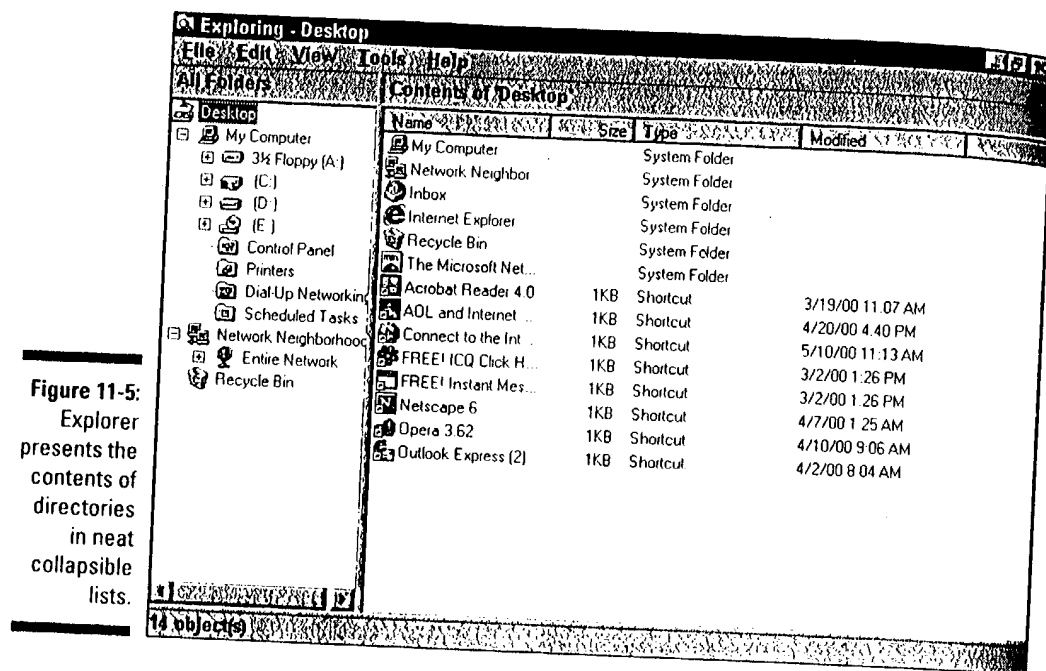 Exploring - Desktop
File Edit View Tools Help
All Folders
Contents of 'Desktop'
Desktop
My Computer
3½ Floppy (A:)
(C:)
(D:)
(E:)
Control Panel
Printers
Dial-Up Networkin
Scheduled Tasks
Network Neighborhood
Entire Network
Recycle Bin
Name Size Type Modified
My Computer System Folder
Network Neighbor System Folder
Inbox System Folder
Internet Explorer System Folder
Recycle Bin System Folder
The Microsoft Net... System Folder
Acrobat Reader 4.0 1KB Shortcut 3/19/00 11:07 AM
AOL and Internet ... 1KB Shortcut 4/20/00 4:40 PM
Connect to the Int... 1KB Shortcut 5/10/00 11:13 AM
FREE! ICQ Click H... 1KB Shortcut 3/2/00 1:26 PM
FREE! Instant Mes... 1KB Shortcut 3/2/00 1:26 PM
Netscape 6 1KB Shortcut 4/7/00 1:25 AM
Opera 3.62 1KB Shortcut 4/10/00 9:06 AM
Outlook Express (2) 1KB Shortcut 4/2/00 8:04 AM
14 object(s)
Figure 11-5:
Explorer
presents the
contents of
directories
in neat
collapsible
lists.